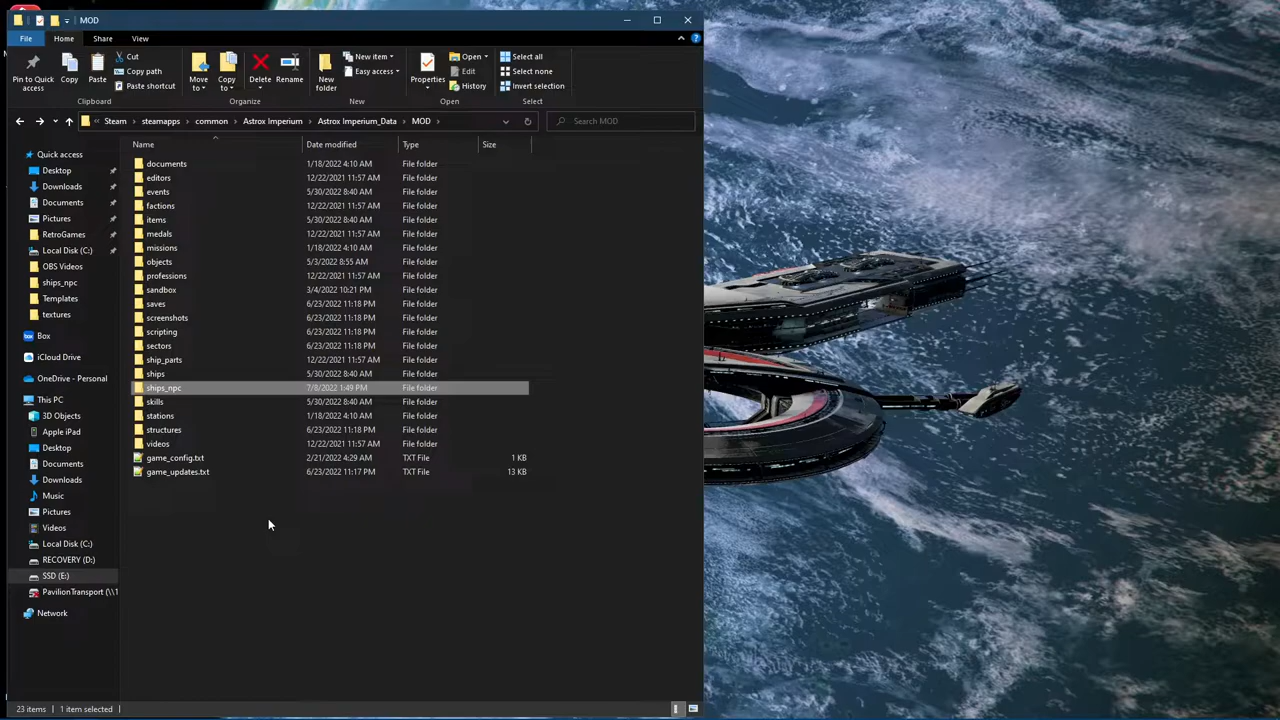 MOD
File
Home
Share
View
Pin to Quick access
Copy
Paste
Cut
Copy path
Paste shortcut
Clipboard
Move to
Copy to
Delete
Rename
Organize
New folder
New item
Easy access
New
Properties
Open
Edit
History
Open
Select all
Select none
Invert selection
Select
« Steam › steamapps › common › Astrox Imperium › Astrox Imperium_Data › MOD ›
Search MOD
Name Date modified Type Size
Quick access
Desktop
Downloads
Documents
Pictures
RetroGames
Local Disk (C:)
OBS Videos
ships_npc
Templates
textures
Box
iCloud Drive
OneDrive - Personal
This PC
3D Objects
Apple iPad
Desktop
Documents
Downloads
Music
Pictures
Videos
Local Disk (C:)
RECOVERY (D:)
SSD (E:)
PavilionTransport (\\1
Network
documents 1/18/2022 4:10 AM File folder
editors 12/22/2021 11:57 AM File folder
events 5/30/2022 8:40 AM File folder
factions 12/22/2021 11:57 AM File folder
items 5/30/2022 8:40 AM File folder
medals 12/22/2021 11:57 AM File folder
missions 1/18/2022 4:10 AM File folder
objects 5/3/2022 8:55 AM File folder
professions 12/22/2021 11:57 AM File folder
sandbox 3/4/2022 10:21 PM File folder
saves 6/23/2022 11:18 PM File folder
screenshots 6/23/2022 11:18 PM File folder
scripting 6/23/2022 11:18 PM File folder
sectors 6/23/2022 11:18 PM File folder
ship_parts 12/22/2021 11:57 AM File folder
ships 5/30/2022 8:40 AM File folder
ships_npc 7/8/2022 1:49 PM File folder
skills 5/30/2022 8:40 AM File folder
stations 1/18/2022 4:10 AM File folder
structures 6/23/2022 11:18 PM File folder
videos 12/22/2021 11:57 AM File folder
game_config.txt 2/21/2022 4:29 AM TXT File 1 KB
game_updates.txt 6/23/2022 11:17 PM TXT File 13 KB
23 items 1 item selected